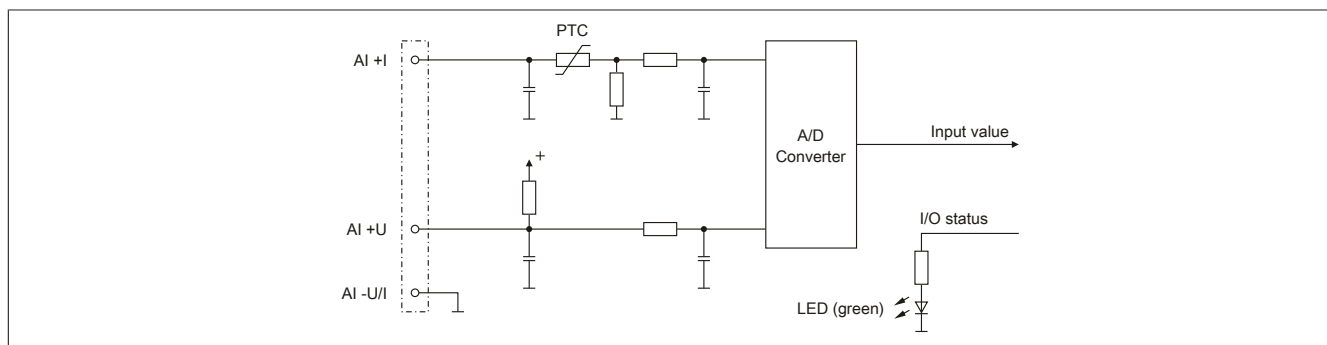 PTC
AI +I
A/D
Converter
Input value
+
AI +U
I/O status
AI -U/I
LED (green)